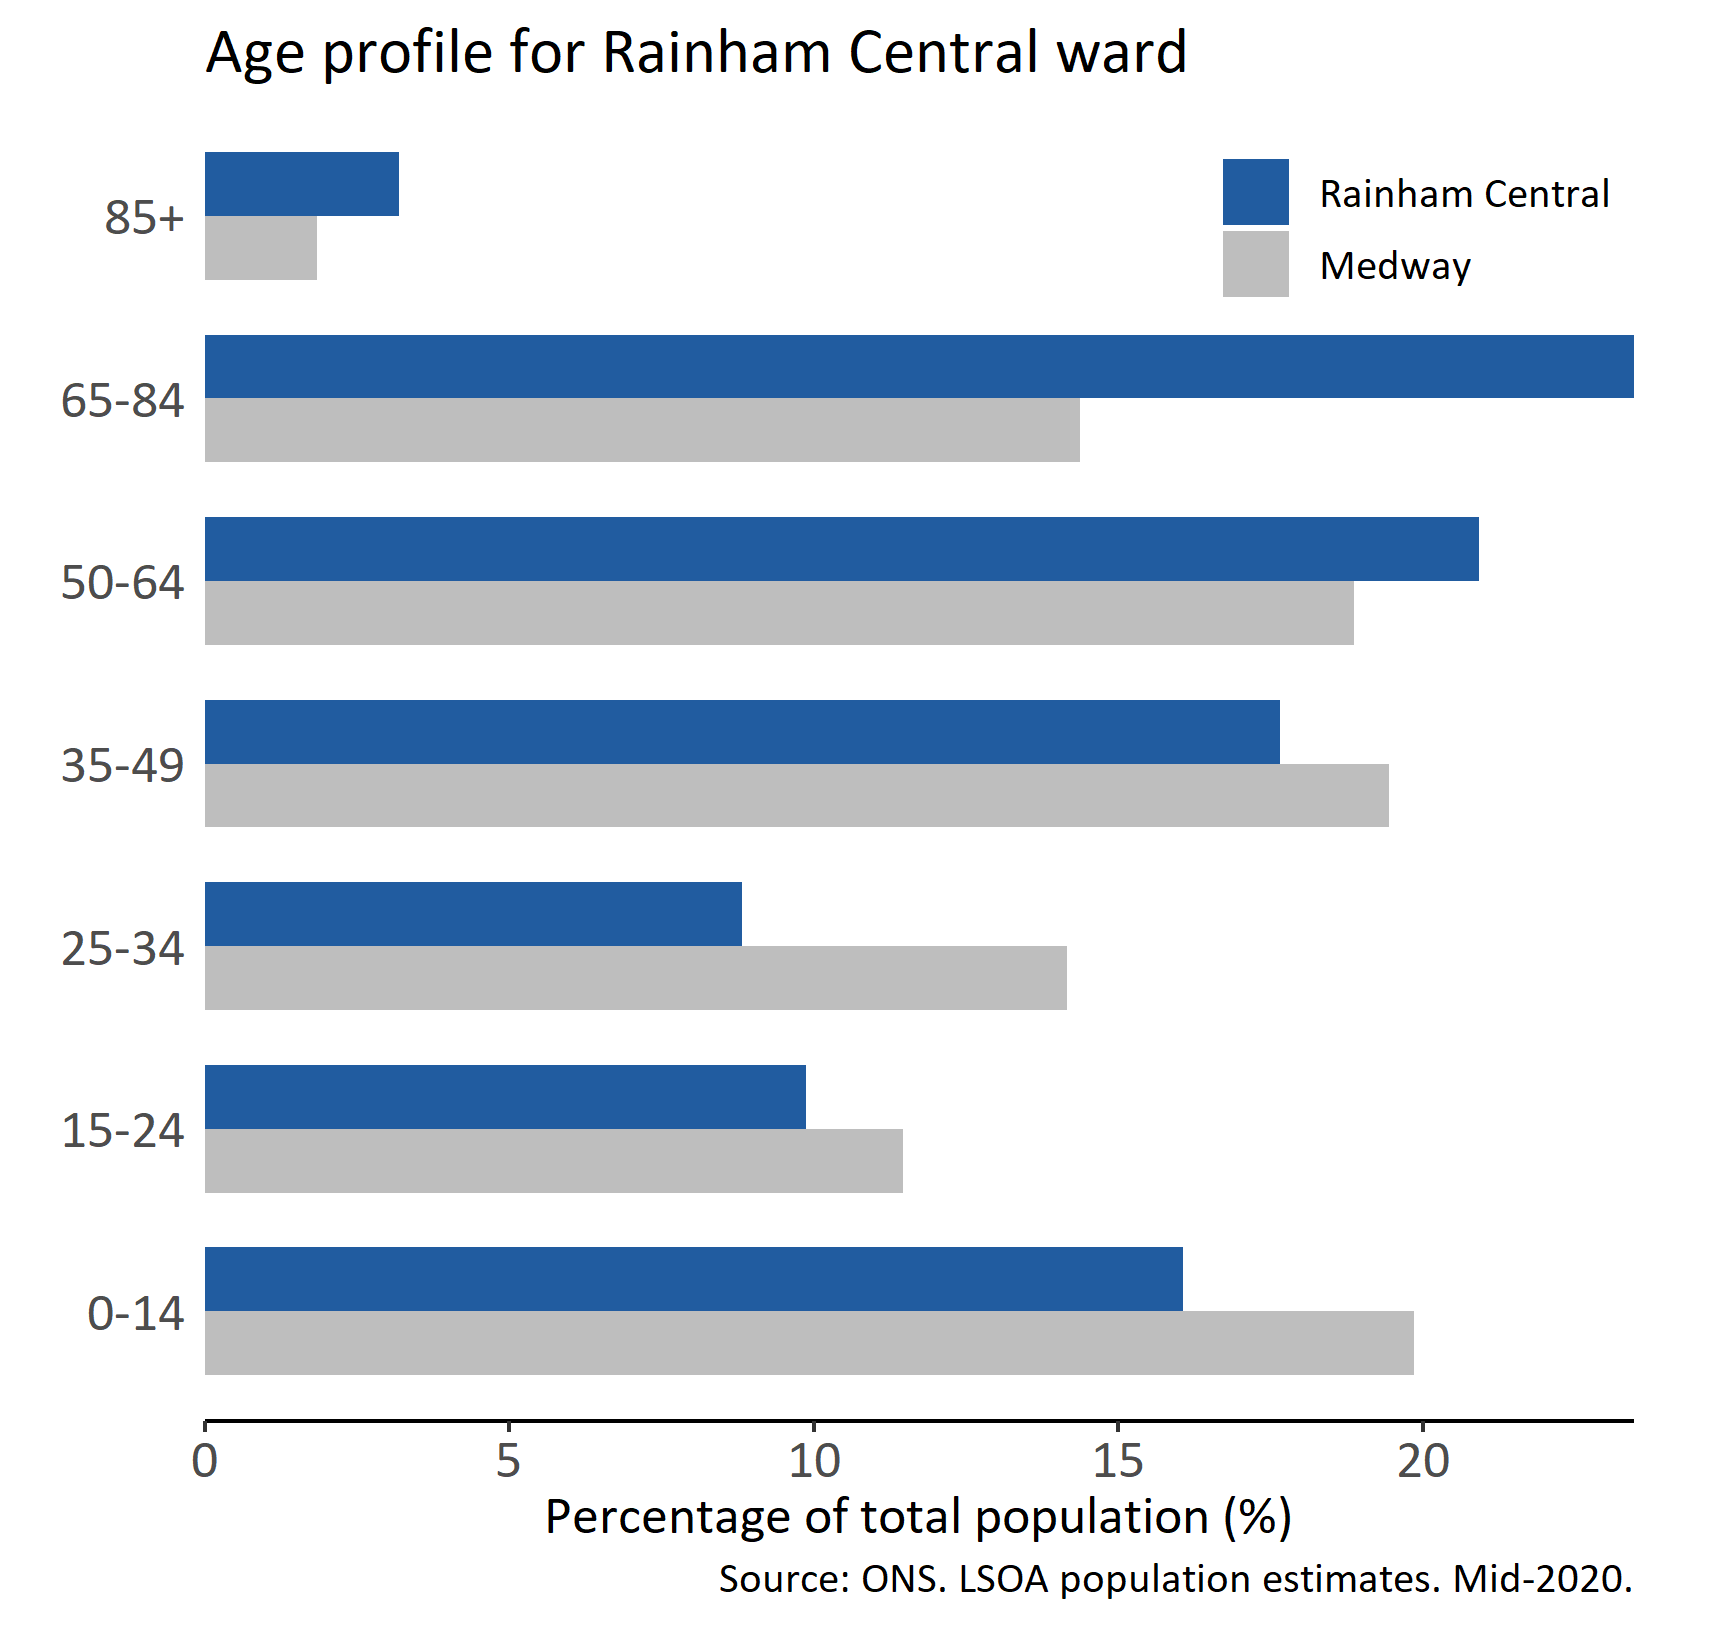 Age profile for Rainham Central ward
Rainham Central
Medway
85+
65-84
50-64
35-49
25-34
15-24
0-14
0 5 10 15 20
Percentage of total population (%)
Source: ONS. LSOA population estimates. Mid-2020.